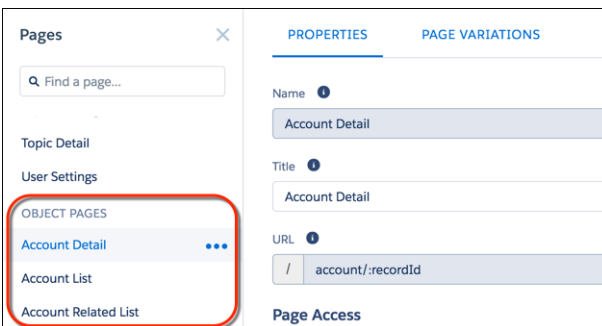 Pages
Find a page...
Topic Detail
User Settings
OBJECT PAGES
Account Detail
Account List
Account Related List
PROPERTIES PAGE VARIATIONS
Name
Account Detail
Title
Account Detail
URL
/ account/:recordId
Page Access